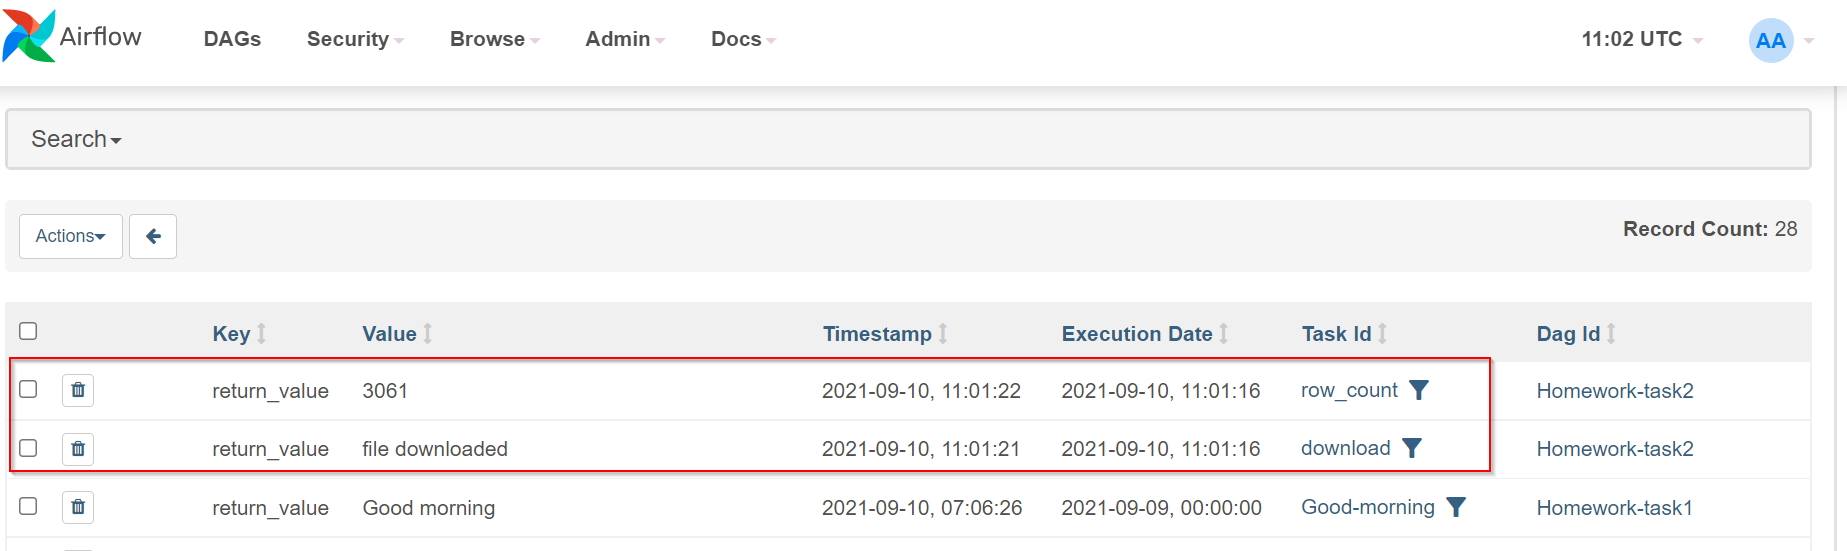 Airflow DAGs Security Browse Admin Docs 11:02 UTC AA
Search
Actions Record Count: 28
Key Value Timestamp Execution Date Task Id Dag Id
return_value 3061 2021-09-10, 11:01:22 2021-09-10, 11:01:16 row_count Homework-task2
return_value file downloaded 2021-09-10, 11:01:21 2021-09-10, 11:01:16 download Homework-task2
return_value Good morning 2021-09-10, 07:06:26 2021-09-09, 00:00:00 Good-morning Homework-task1